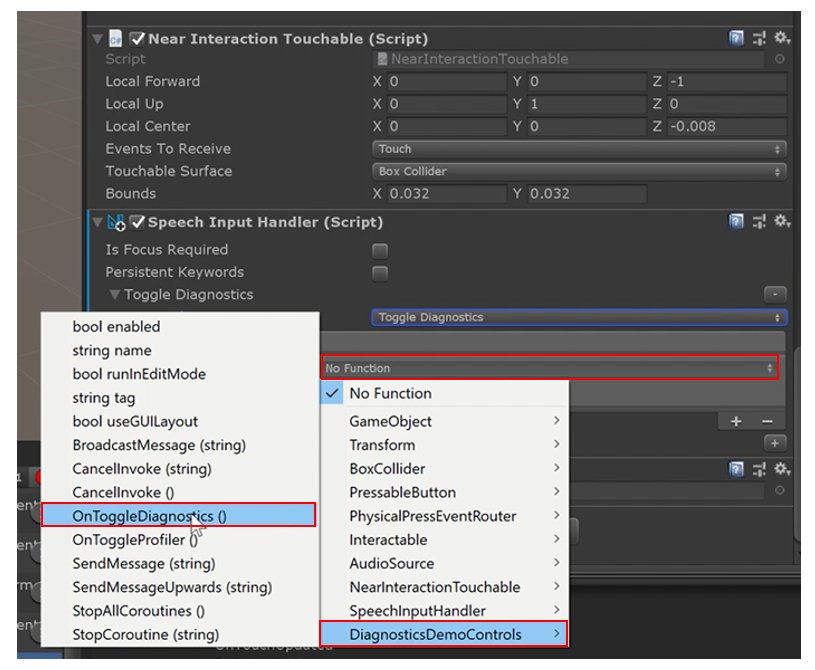 Near Interaction Touchable (Script)
Script NearInteractionTouchable
Local Forward X 0 Y 0 Z -1
Local Up X 0 Y 1 Z 0
Local Center X 0 Y 0 Z -0.008
Events To Receive Touch
Touchable Surface Box Collider
Bounds X 0.032 Y 0.032
Speech Input Handler (Script)
Is Focus Required
Persistent Keywords
Toggle Diagnostics
Toggle Diagnostics
No Function
bool enabled
string name
bool runInEditMode
string tag
bool useGUILayout
BroadcastMessage (string)
CancelInvoke (string)
CancelInvoke ()
OnToggleDiagnostics ()
OnToggleProfiler ()
SendMessage (string)
SendMessageUpwards (string)
StopAllCoroutines ()
StopCoroutine (string)
No Function
GameObject
Transform
BoxCollider
PressableButton
PhysicalPressEventRouter
Interactable
AudioSource
NearInteractionTouchable
SpeechInputHandler
DiagnosticsDemoControls